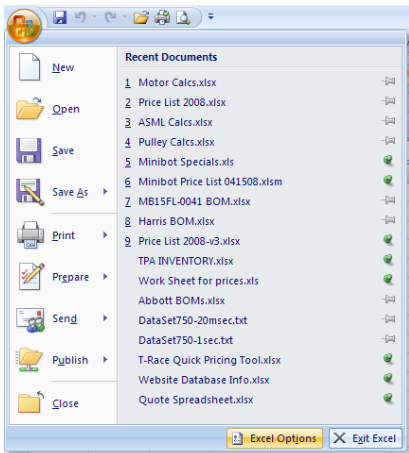 Recent Documents
New
Open
Save
Save As
Print
Prepare
Send
Publish
Close
1 Motor Calcs.xlsx
2 Price List 2008.xlsx
3 ASML Calcs.xlsx
4 Pulley Calcs.xlsx
5 Minibot Specials.xls
6 Minibot Price List 041508.xlsm
7 MB15FL-0041 BOM.xlsx
8 Harris BOM.xlsx
9 Price List 2008-v3.xlsx
TPA INVENTORY.xlsx
Work Sheet for prices.xls
Abbott BOMs.xlsx
DataSet750-20msec.txt
DataSet750-1sec.txt
T-Race Quick Pricing Tool.xlsx
Website Database Info.xlsx
Quote Spreadsheet.xlsx
Excel Options
Exit Excel